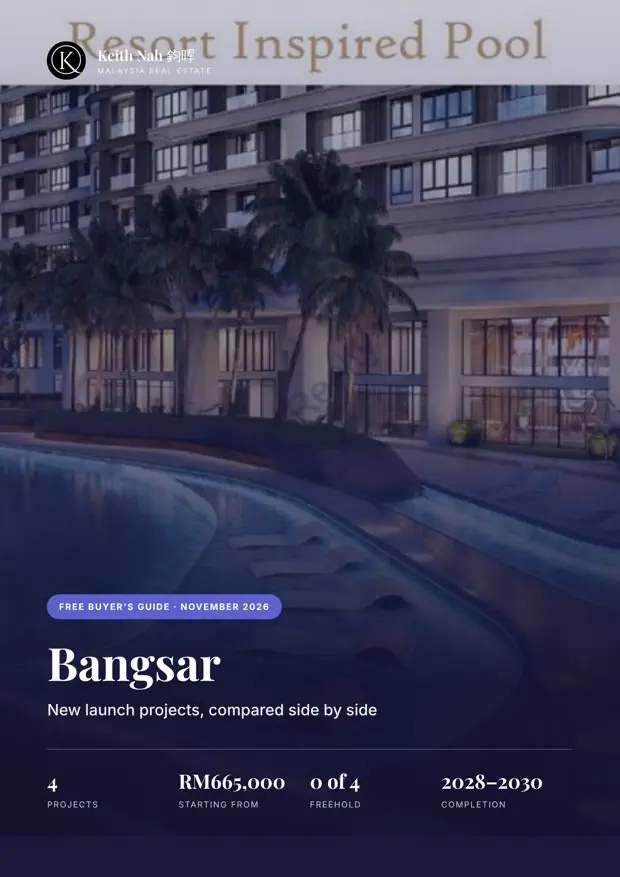 Resort Inspired Pool
Keith Nah 鈞晖
MALAYSIA REAL ESTATE
FREE BUYER'S GUIDE · NOVEMBER 2026
Bangsar
New launch projects, compared side by side
4
PROJECTS
RM665,000
STARTING FROM
0 of 4
FREEHOLD
2028–2030
COMPLETION